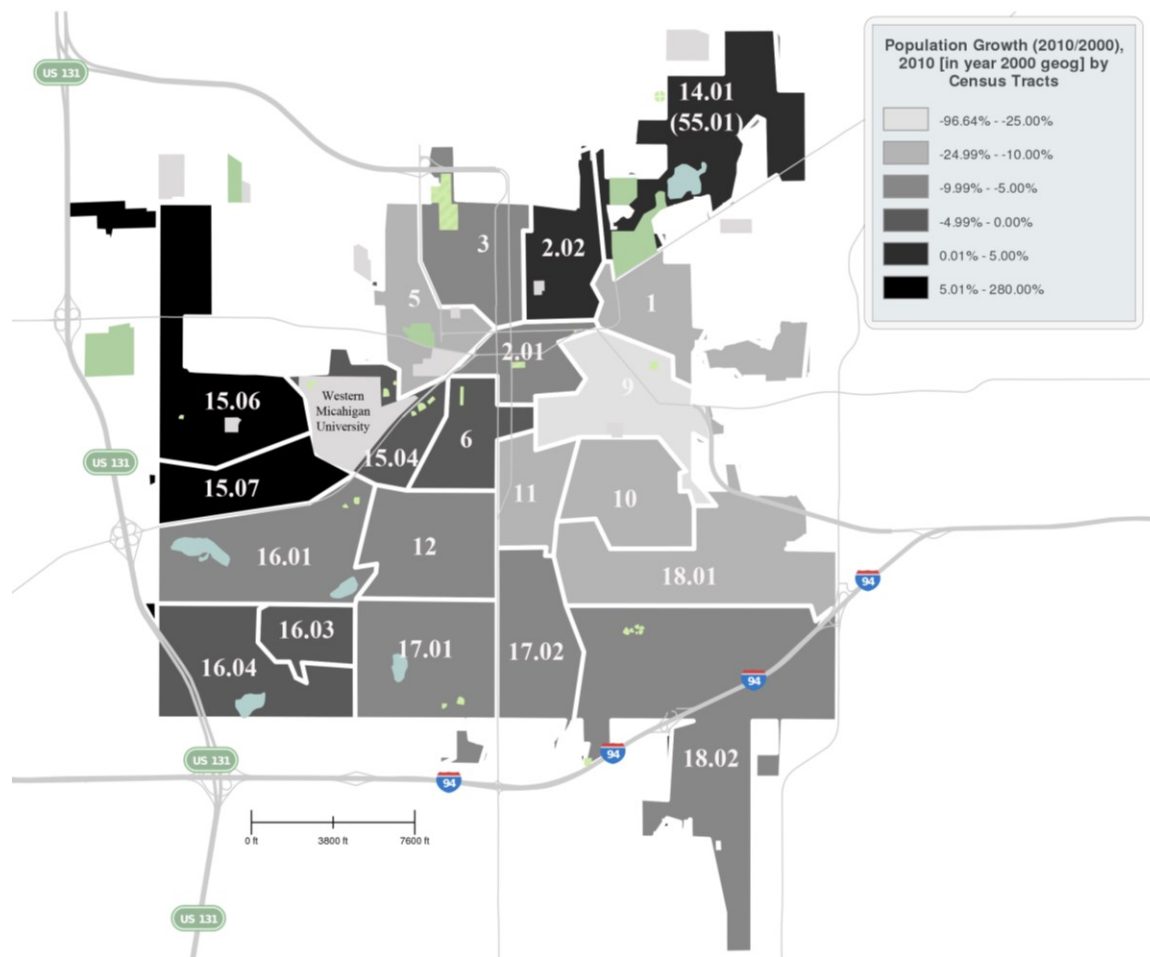 US 131
Population Growth (2010/2000),
2010 [in year 2000 geog] by
Census Tracts
-96.64% - -25.00%
-24.99% - -10.00%
-9.99% - -5.00%
-4.99% - 0.00%
0.01% - 5.00%
5.01% - 280.00%
14.01
(55.01)
3
2.02
5
1
2.01
9
15.06
Western
Micahigan
University
6
15.04
US 131
15.07
11
10
16.01
12
18.01
94
16.03
16.04
17.01
17.02
94
US 131
94
94
18.02
0 ft
3800 ft
7600 ft
US 131